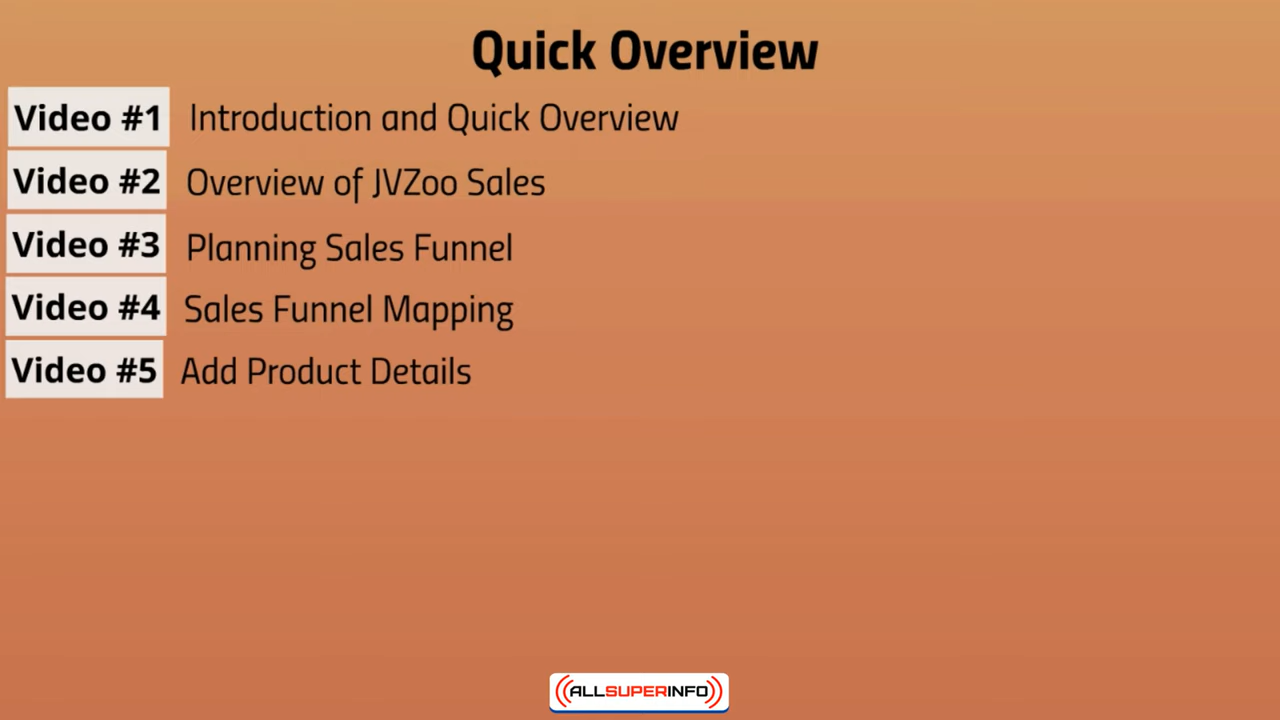 Quick Overview
Video #1 Introduction and Quick Overview
Video #2 Overview of JVZoo Sales
Video #3 Planning Sales Funnel
Video #4 Sales Funnel Mapping
Video #5 Add Product Details
ALLSUPERINFO